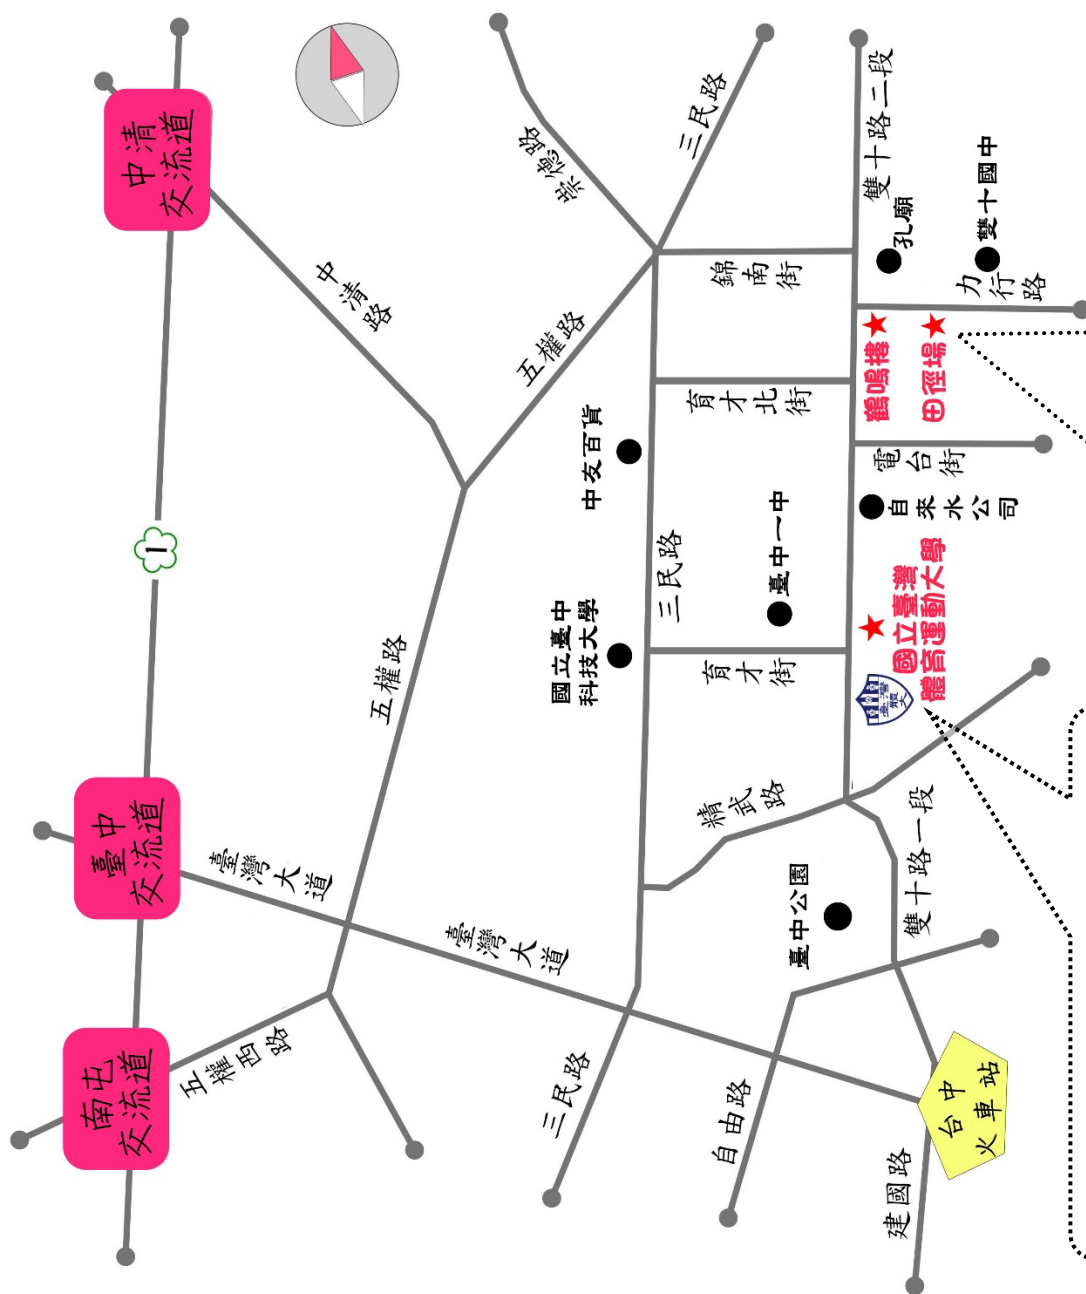 中清
交流道
臺中
交流道
南屯
交流道
1
中清路
崇德路
三民路
五權路
五權路
臺灣大道
臺灣大道
五權西路
三民路
三民路
自由路
建國路
台中
火車站
臺中公園
雙十路一段
精武路
育才街
育才北街
錦南街
雙十路二段
孔廟
雙十國中
力行路
鶴鳴樓
田徑場
電台街
自來水公司
國立臺灣
體育運動大學
臺灣
體大
臺中一中
中友百貨
國立臺中
科技大學